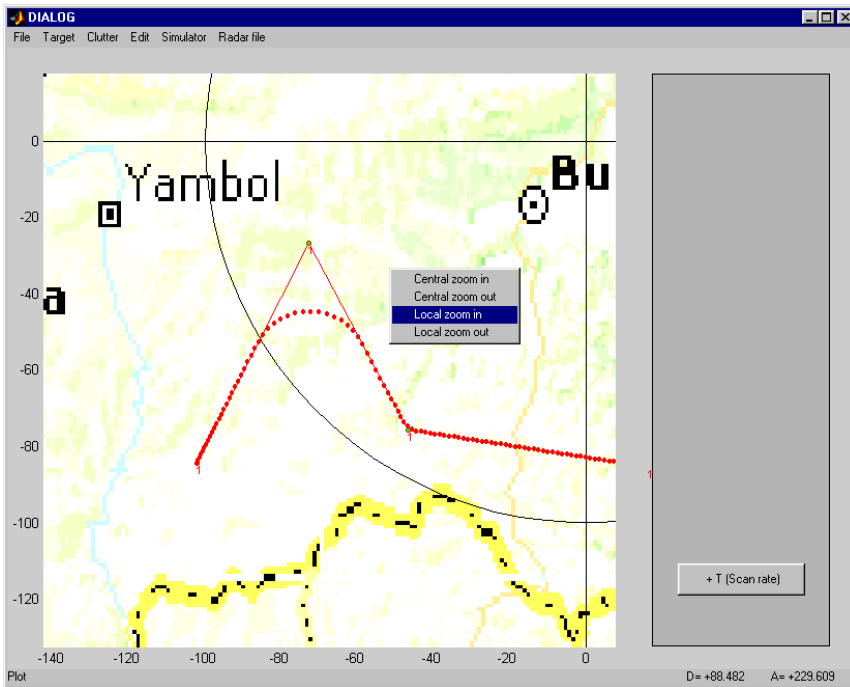 DIALOG
File Target Clutter Edit Simulator Radar file
0
Yambol
Bu
-20
1
Central zoom in
Central zoom out
-40
a
Local zoom in
Local zoom out
-60
1
-80
1
1
-100
+ T (Scan rate)
-120
-140 -120 -100 -80 -60 -40 -20 0
Plot D= +88.482 A= +229.609